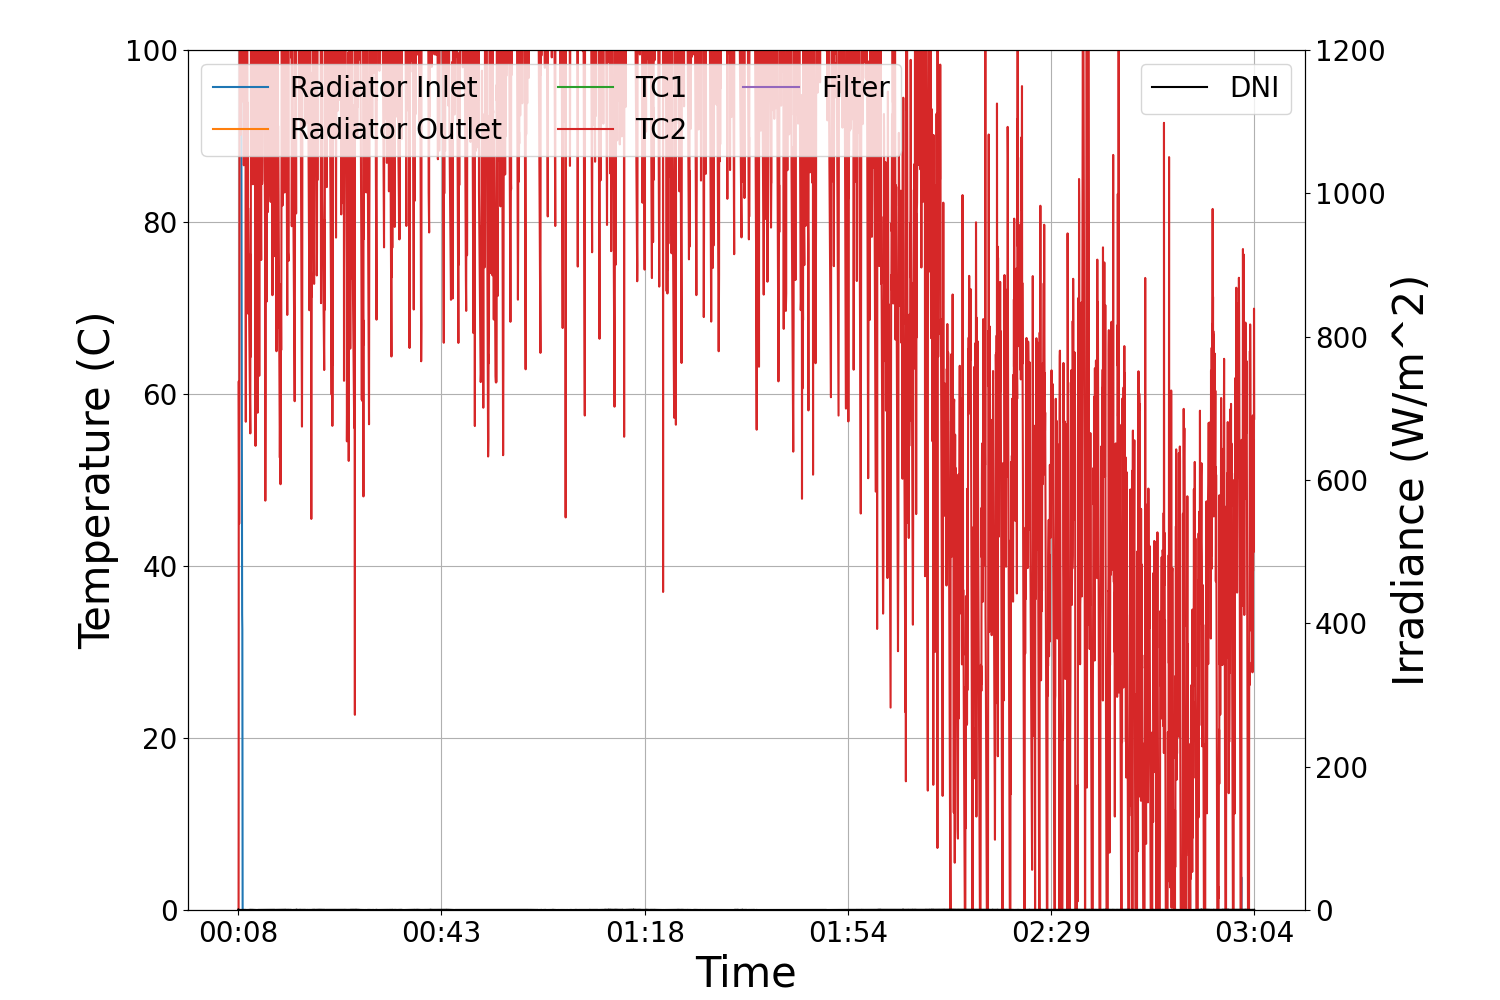 100
80
60
40
20
0
Temperature (C)
Radiator Inlet
Radiator Outlet
TC1
TC2
Filter
DNI
1200
1000
800
600
400
200
0
Irradiance (W/m^2)
00:08
00:43
01:18
01:54
02:29
03:04
Time